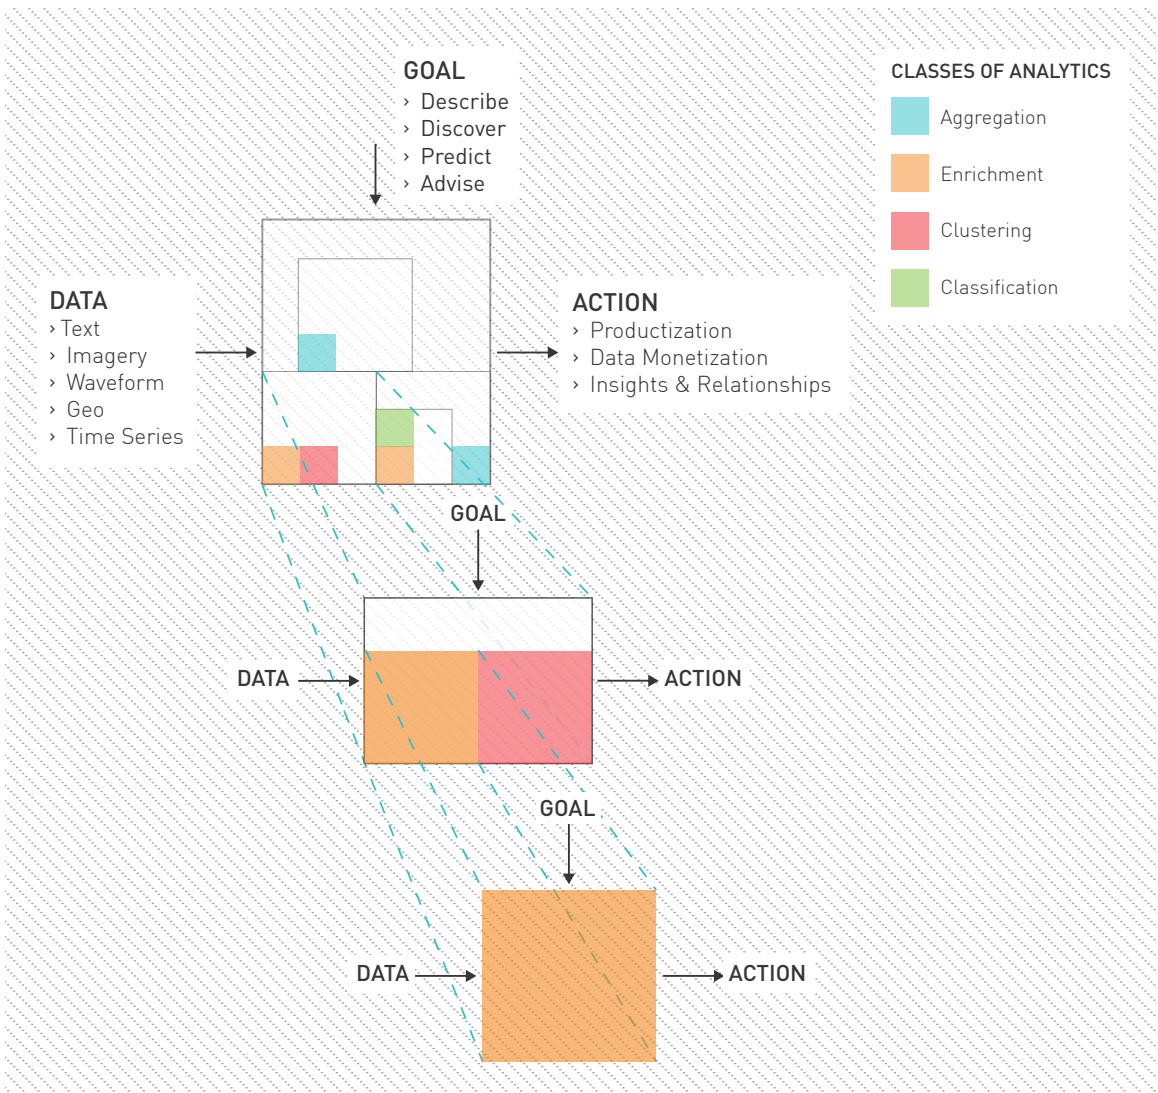 GOAL
› Describe
› Discover
› Predict
› Advise
CLASSES OF ANALYTICS
Aggregation
Enrichment
Clustering
Classification
DATA
› Text
› Imagery
› Waveform
› Geo
› Time Series
ACTION
› Productization
› Data Monetization
› Insights & Relationships
GOAL
DATA
ACTION
GOAL
DATA
ACTION